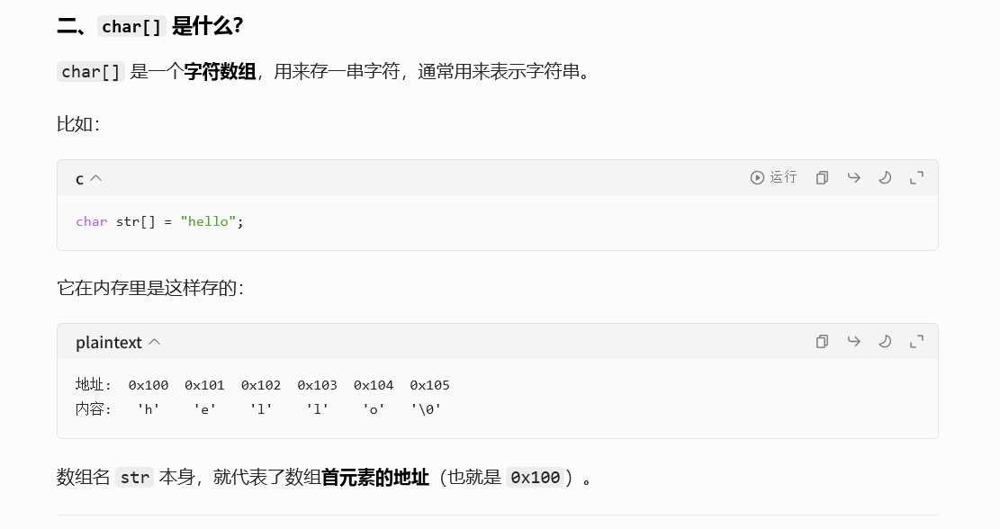 二、char[] 是什么？
char[] 是一个字符数组，用来存一串字符，通常用来表示字符串。
比如：
c 运行
char str[] = "hello";
它在内存里是这样存的：
plaintext
地址： 0x100 0x101 0x102 0x103 0x104 0x105
内容： 'h' 'e' 'l' 'l' 'o' '\0'
数组名 str 本身，就代表了数组首元素的地址（也就是 0x100）。